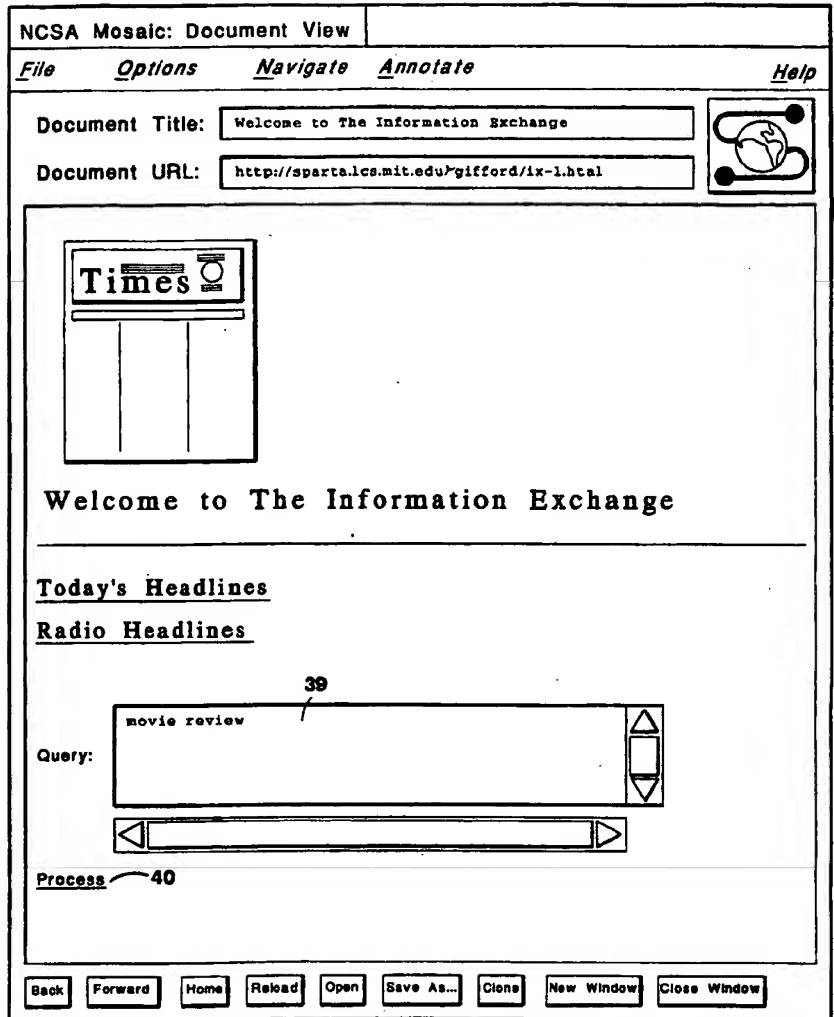 NCSA Mosaic: Document View
File Options Navigate Annotate Help
Document Title: Welcome to The Information Exchange
Document URL: http://sparta.lcs.mit.edu/~gifford/ix-1.html
Times
Welcome to The Information Exchange
Today's Headlines
Radio Headlines
39
movie review
Query:
Process 40
Back Forward Home Reload Open Save As... Clone New Window Close Window